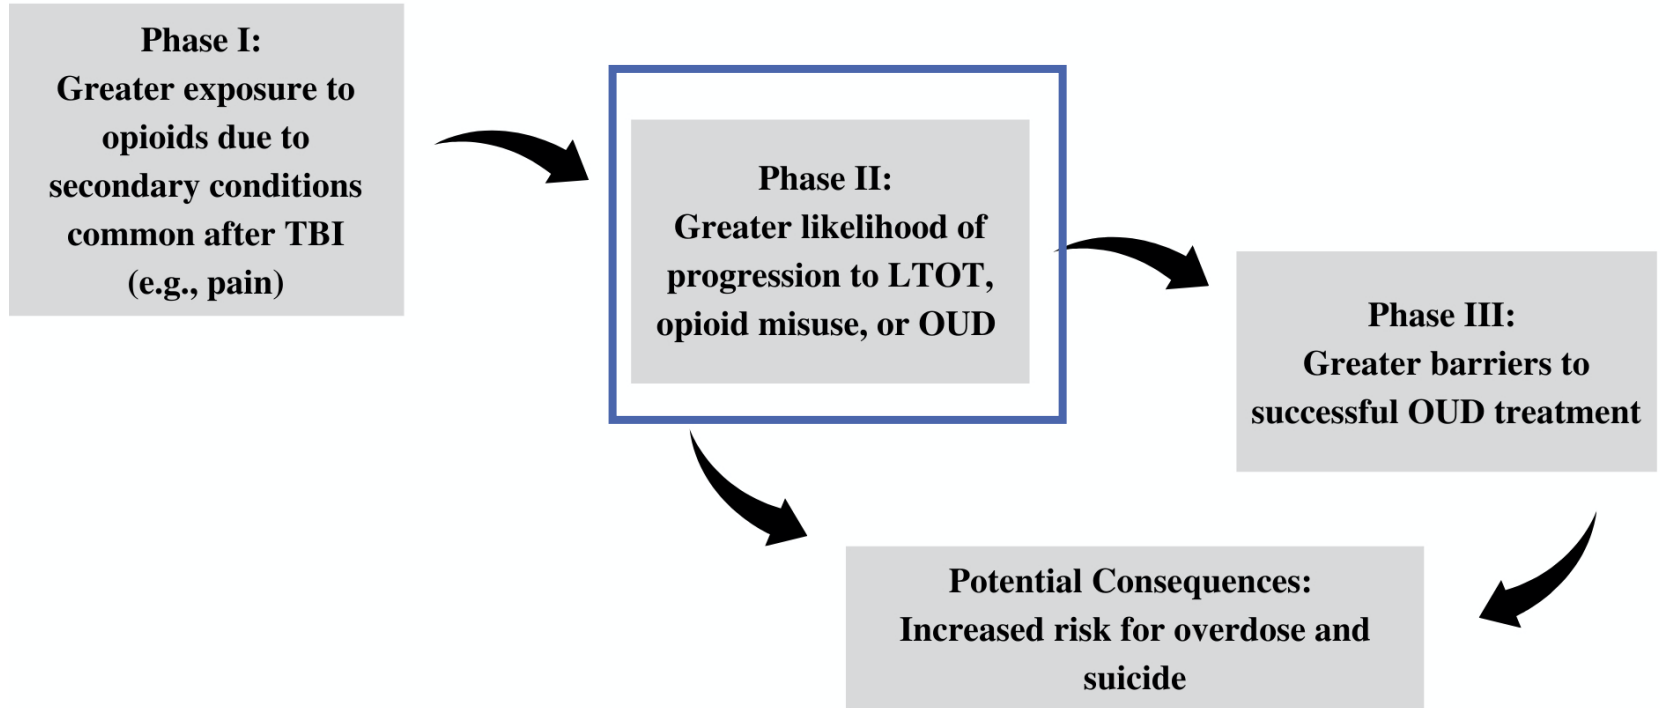 Phase I:
Greater exposure to
opioids due to
secondary conditions
common after TBI
(e.g., pain)
Phase II:
Greater likelihood of
progression to LTOT,
opioid misuse, or OUD
Phase III:
Greater barriers to
successful OUD treatment
Potential Consequences:
Increased risk for overdose and
suicide